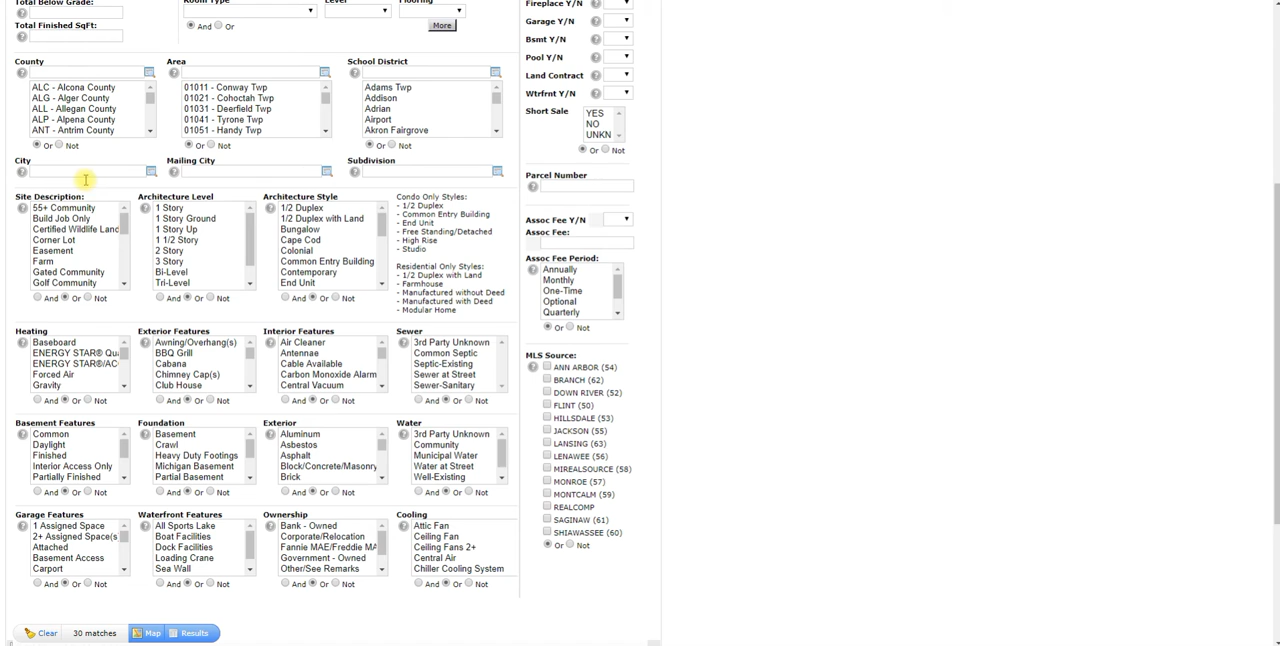 Total Below Grade:
Total Finished SqFt:
And Or
More
Fireplace Y/N
Garage Y/N
Bsmt Y/N
Pool Y/N
Land Contract
Wtrfrnt Y/N
Short Sale
YES
NO
UNKN
Or Not
County
ALC - Alcona County
ALG - Alger County
ALL - Allegan County
ALP - Alpena County
ANT - Antrim County
Or Not
Area
01011 - Conway Twp
01021 - Cohoctah Twp
01031 - Deerfield Twp
01041 - Tyrone Twp
01051 - Handy Twp
Or Not
School District
Adams Twp
Addison
Adrian
Airport
Akron Fairgrove
Or Not
City
Mailing City
Subdivision
Parcel Number
Assoc Fee Y/N
Assoc Fee:
Assoc Fee Period:
Annually
Monthly
One-Time
Optional
Quarterly
Or Not
Site Description:
55+ Community
Build Job Only
Certified Wildlife Land
Corner Lot
Easement
Farm
Gated Community
Golf Community
And Or Not
Architecture Level
1 Story
1 Story Ground
1 Story Up
1 1/2 Story
2 Story
3 Story
Bi-Level
Tri-Level
And Or Not
Architecture Style
1/2 Duplex
1/2 Duplex with Land
Bungalow
Cape Cod
Colonial
Common Entry Building
Contemporary
End Unit
And Or Not
Condo Only Styles:
- 1/2 Duplex
- Common Entry Building
- End Unit
- Free Standing/Detached
- High Rise
- Studio
Residential Only Styles:
- 1/2 Duplex with Land
- Farmhouse
- Manufactured without Deed
- Manufactured with Deed
- Modular Home
Heating
Baseboard
ENERGY STAR® Qua
ENERGY STAR®/AC
Forced Air
Gravity
And Or Not
Exterior Features
Awning/Overhang(s)
BBQ Grill
Cabana
Chimney Cap(s)
Club House
And Or Not
Interior Features
Air Cleaner
Antennae
Cable Available
Carbon Monoxide Alarm
Central Vacuum
And Or Not
Sewer
3rd Party Unknown
Common Septic
Septic-Existing
Sewer at Street
Sewer-Sanitary
And Or Not
MLS Source:
ANN ARBOR (54)
BRANCH (62)
DOWN RIVER (52)
FLINT (50)
HILLSDALE (53)
JACKSON (55)
LANSING (63)
LENAWEE (56)
MIREALSOURCE (58)
MONROE (57)
MONTCALM (59)
REALCOMP
SAGINAW (61)
SHIAWASSEE (60)
Or Not
Basement Features
Common
Daylight
Finished
Interior Access Only
Partially Finished
And Or Not
Foundation
Basement
Crawl
Heavy Duty Footings
Michigan Basement
Partial Basement
And Or Not
Exterior
Aluminum
Asbestos
Asphalt
Block/Concrete/Masonry
Brick
And Or Not
Water
3rd Party Unknown
Community
Municipal Water
Water at Street
Well-Existing
And Or Not
Garage Features
1 Assigned Space
2+ Assigned Space(s
Attached
Basement Access
Carport
And Or Not
Waterfront Features
All Sports Lake
Boat Facilities
Dock Facilities
Loading Crane
Sea Wall
And Or Not
Ownership
Bank - Owned
Corporate/Relocation
Fannie MAE/Freddie MA
Government - Owned
Other/See Remarks
And Or Not
Cooling
Attic Fan
Ceiling Fan
Ceiling Fans 2+
Central Air
Chiller Cooling System
And Or Not
Clear 30 matches Map Results